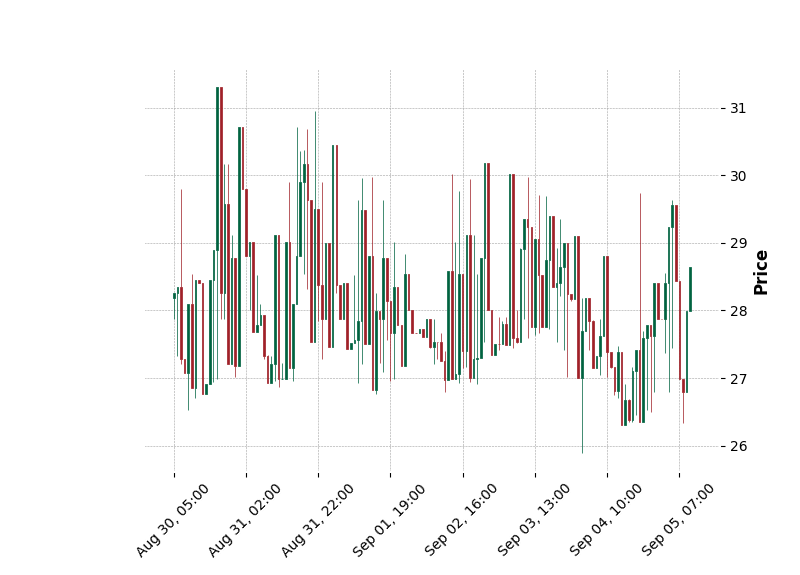 31
30
29
28
27
26
Price
Aug 30, 05:00
Aug 31, 02:00
Aug 31, 22:00
Sep 01, 19:00
Sep 02, 16:00
Sep 03, 13:00
Sep 04, 10:00
Sep 05, 07:00